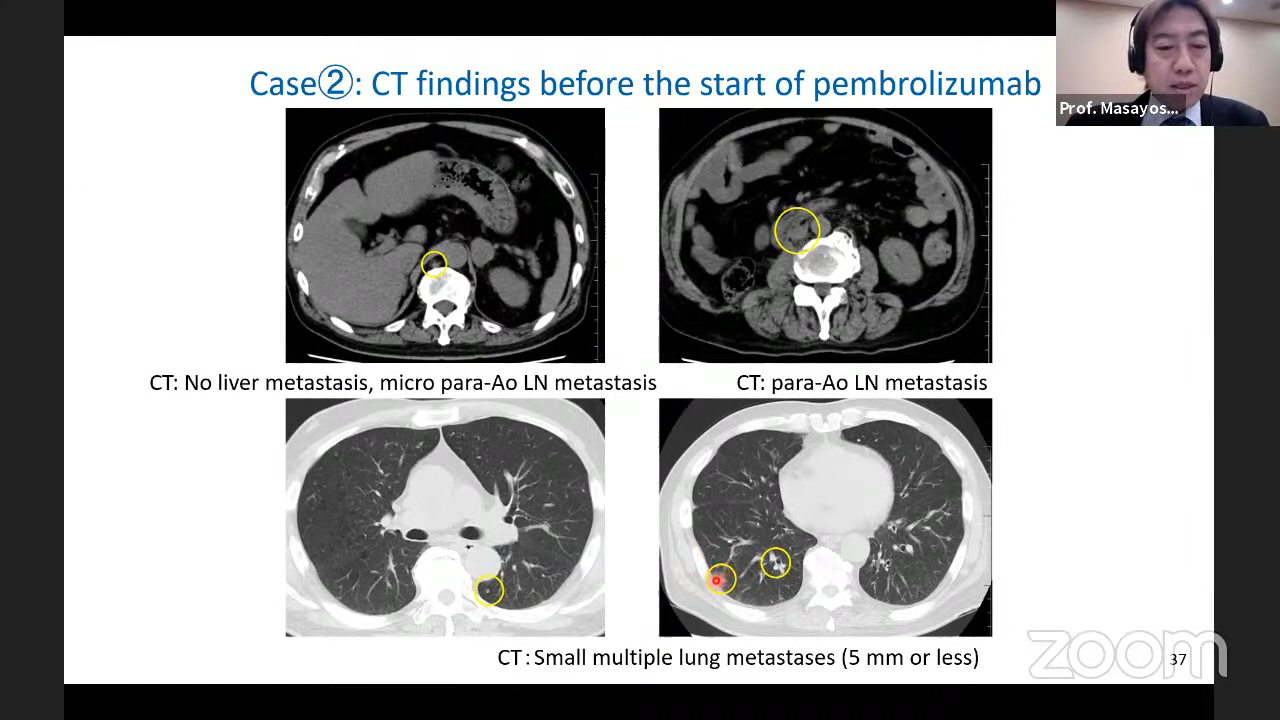 Case②: CT findings before the start of pembrolizumab
Prof. Masayos...
CT: No liver metastasis, micro para-Ao LN metastasis
CT: para-Ao LN metastasis
CT：Small multiple lung metastases (5 mm or less)
zoom
37